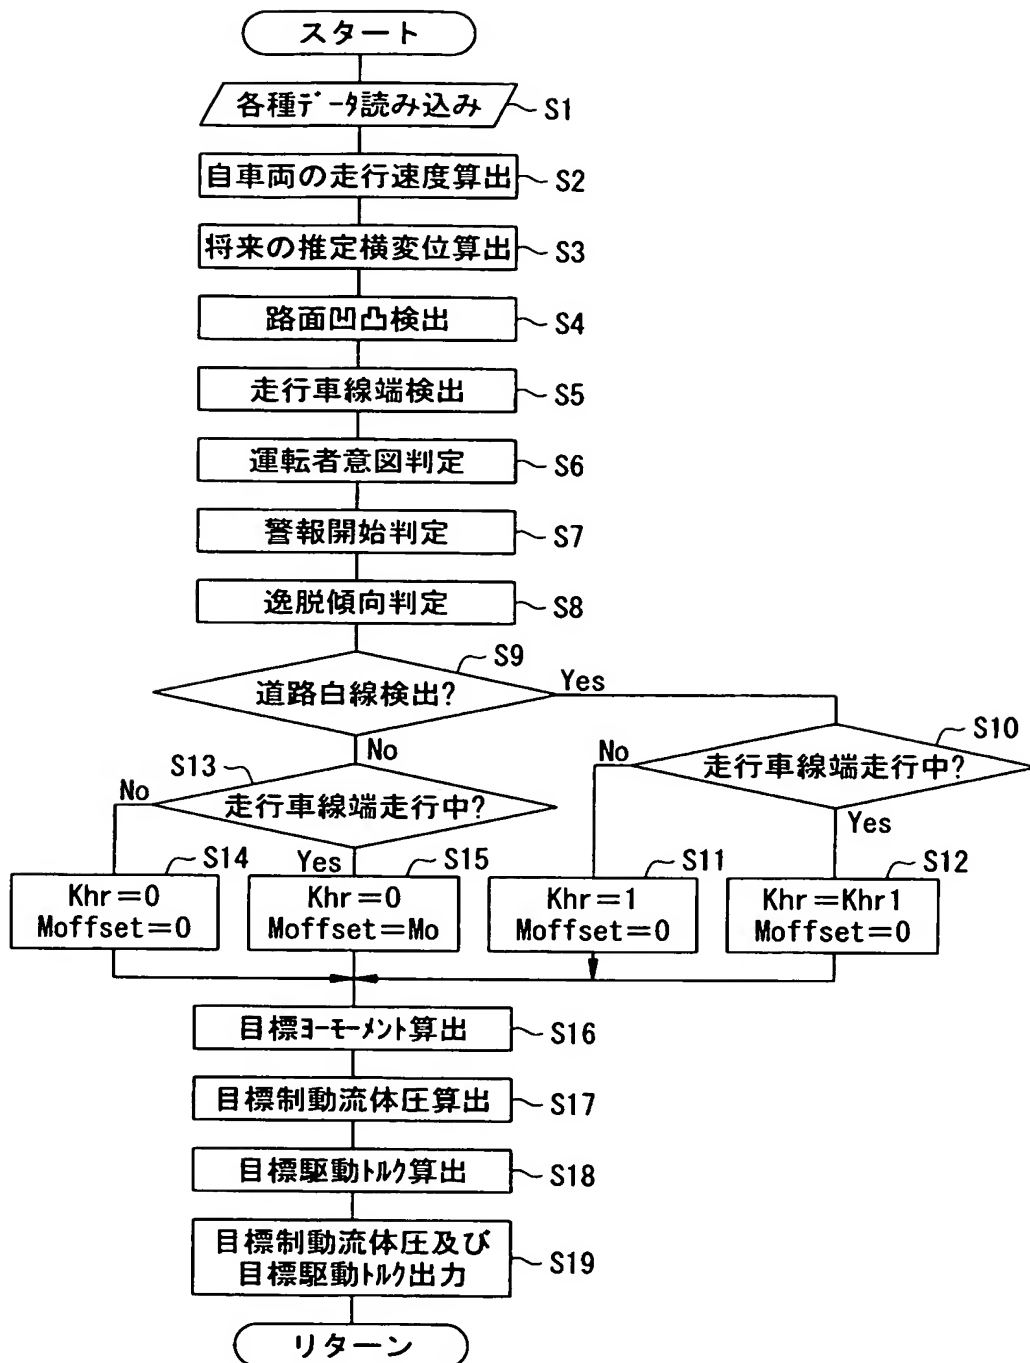 スタート
各種データ読み込み
S1
自車両の走行速度算出
S2
将来の推定横変位算出
S3
路面凹凸検出
S4
走行車線端検出
S5
運転者意図判定
S6
警報開始判定
S7
逸脱傾向判定
S8
道路白線検出?
S9
Yes
No
走行車線端走行中?
S10
No
Yes
走行車線端走行中?
S13
No
Yes
Khr=0
Moffset=0
S14
Khr=0
Moffset=Mo
S15
Khr=1
Moffset=0
S11
Khr=Khr1
Moffset=0
S12
目標ヨーモーメント算出
S16
目標制動流体圧算出
S17
目標駆動トルク算出
S18
目標制動流体圧及び
目標駆動トルク出力
S19
リターン